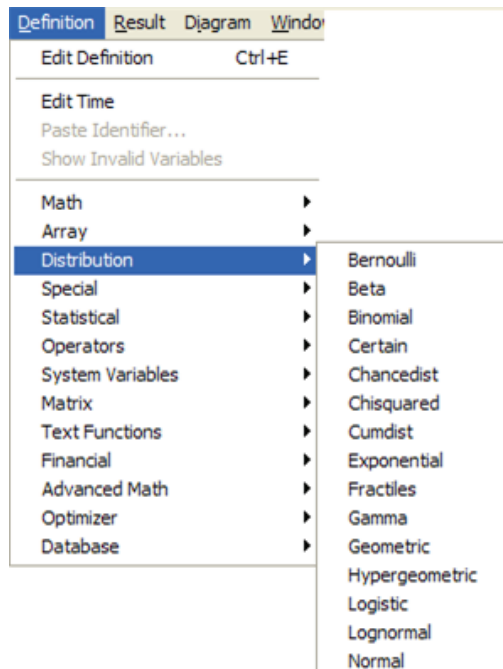 Definition Result Diagram Windo
Edit Definition Ctrl+E
Edit Time
Paste Identifier...
Show Invalid Variables
Math
Array
Distribution
Special
Statistical
Operators
System Variables
Matrix
Text Functions
Financial
Advanced Math
Optimizer
Database
Bernoulli
Beta
Binomial
Certain
Chancedist
Chisquared
Cumdist
Exponential
Fractiles
Gamma
Geometric
Hypergeometric
Logistic
Lognormal
Normal